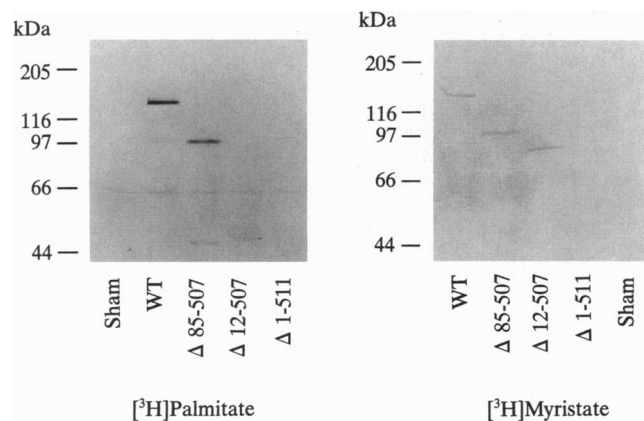 kDa
205
116
97
66
44
Sham
WT
Δ 85-507
Δ 12-507
Δ 1-511
[³H]Palmitate
kDa
205
116
97
66
44
WT
Δ 85-507
Δ 12-507
Δ 1-511
Sham
[³H]Myristate